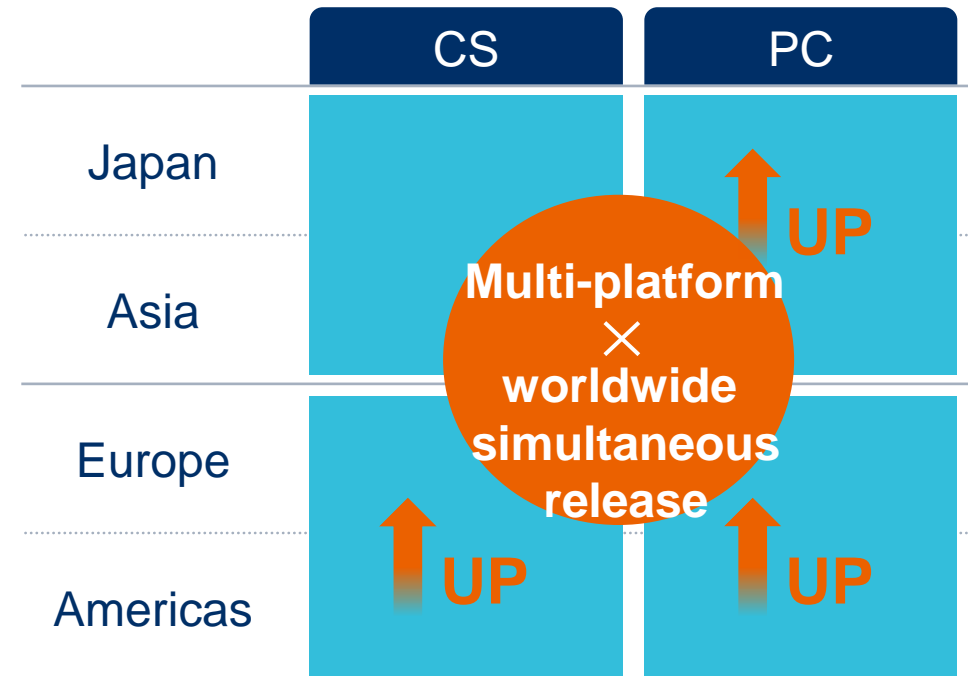 CS PC
Japan
UP
Asia
Multi-platform
×
worldwide
simultaneous
release
Europe
UP UP
Americas